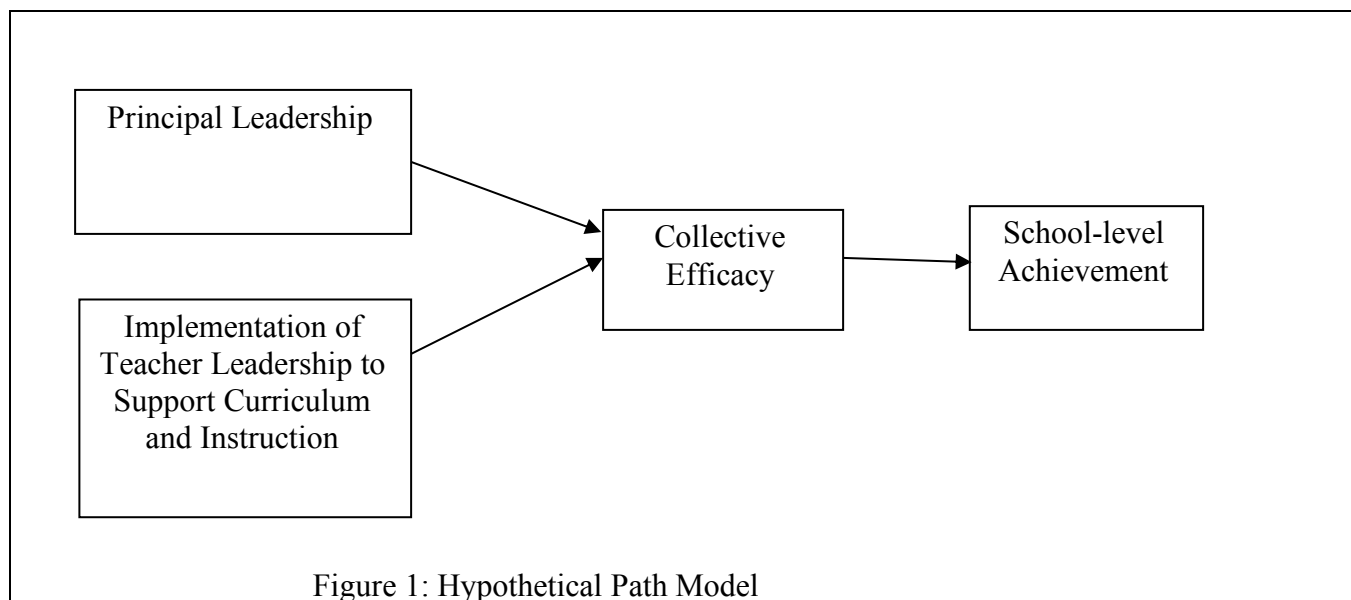 Principal Leadership
Implementation of
Teacher Leadership to
Support Curriculum
and Instruction
Collective
Efficacy
School-level
Achievement
Figure 1: Hypothetical Path Model